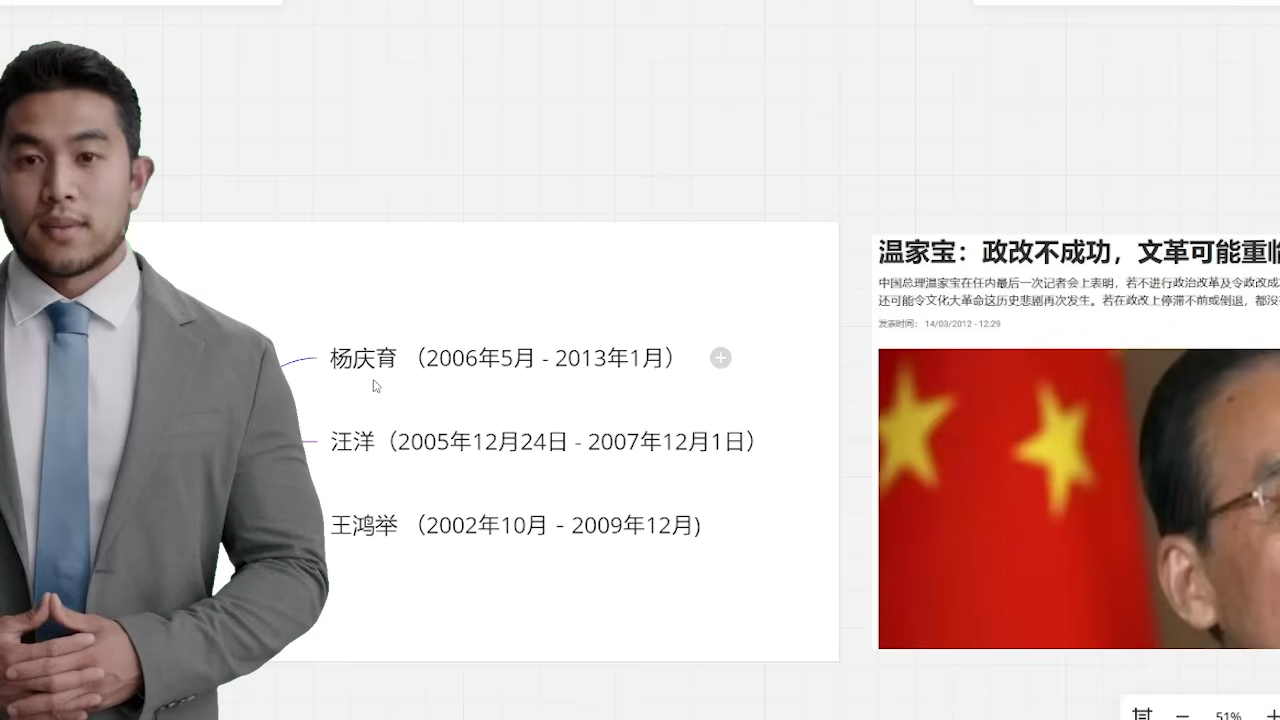 杨庆育 （2006年5月 - 2013年1月）
汪洋（2005年12月24日 - 2007年12月1日）
王鸿举 （2002年10月 - 2009年12月)
温家宝：政改不成功，文革可能重临
中国总理温家宝在任内最后一次记者会上表明，若不进行政治改革及令政改成
还可能令文化大革命这历史悲剧再次发生。若在政改上停滞不前或倒退，都没
发表时间： 14/03/2012 - 12:29
51%